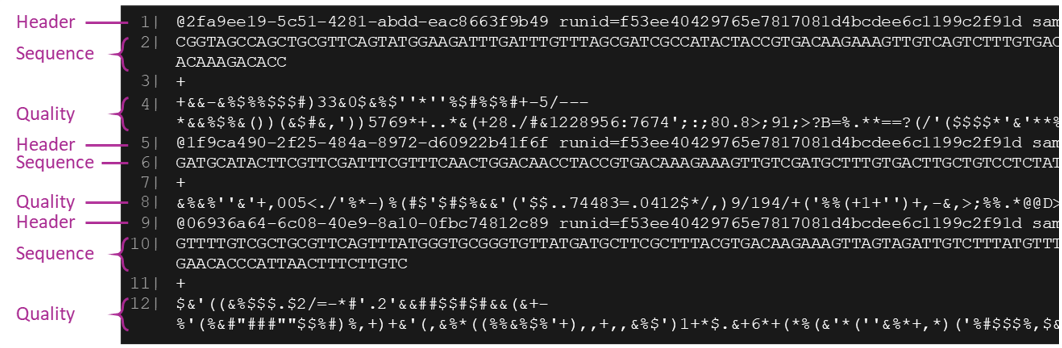 Header 1| @2fa9ee19-5c51-4281-abdd-eac8663f9b49 runid=f53ee40429765e7817081d4bcdee6c1199c2f91d sam
Sequence 2| CGGTAGCCAGCTGCGTTCAGTATGGAAGATTTGATTTGTTTAGCGATCGCCATACTACCGTGACAAGAAAGTTGTCAGTCTTTGTGAC
ACAAAGACACC
3| +
Quality 4| +&&-&%$%%$$$#)33&0$&%$''*''%$#%$%#+-5/---
*&&%$%&())(&$#&,'))5769*+..*&(+28./#&1228956:7674';:;80.8>;91;>?B=%.**==?(/'($$$$*'&'**%
Header 5| @1f9ca490-2f25-484a-8972-d60922b41f6f runid=f53ee40429765e7817081d4bcdee6c1199c2f91d sam
Sequence 6| GATGCATACTTCGTTCGATTTCGTTTCAACTGGACAACCTACCGTGACAAAGAAAGTTGTCGATGCTTTGTGACTTGCTGTCCTCTAT
7| +
Quality 8| &%&%''&'+,005<./'%*-)%(#$'$#$%&&'('$$..74483=.0412$*/,)9/194/+('%%(+1+'')+,-&,>;%%.*@@D>
Header 9| @06936a64-6c08-40e9-8a10-0fbc74812c89 runid=f53ee40429765e7817081d4bcdee6c1199c2f91d sam
Sequence 10| GTTTTGTCGCTGCGTTCAGTTTATGGGTGCGGGTGTTATGATGCTTCGCTTTACGTGACAAGAAAGTTAGTAGATTGTCTTTATGTTT
GAACACCCATTAACTTTCTTGTC
11| +
Quality 12| $&'((&%$$$.$2/=-*#'.2'&&##$$#$#&&(&+-
%'(%&#"###""$$%#)%,+)+&'(,&%*((%%&%$%'+),,+,,&%$')1+*$.&+6*+(*%(&'*(''&%*+,*)('%#$$$%,$&